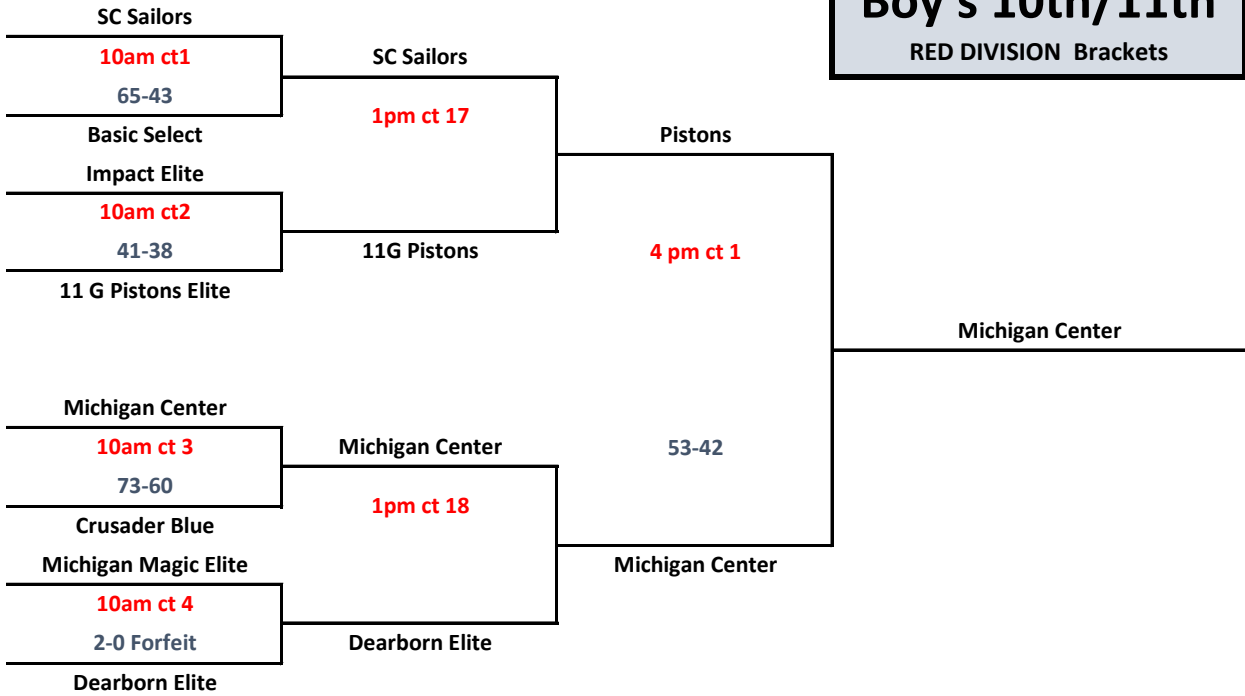 Boy's 10th/11th
RED DIVISION Brackets
SC Sailors
10am ct1
65-43
Basic Select
Impact Elite
10am ct2
41-38
11 G Pistons Elite
SC Sailors
1pm ct 17
11G Pistons
Pistons
4 pm ct 1
Michigan Center
Michigan Center
10am ct 3
73-60
Crusader Blue
Michigan Magic Elite
10am ct 4
2-0 Forfeit
Dearborn Elite
Michigan Center
1pm ct 18
Dearborn Elite
53-42
Michigan Center